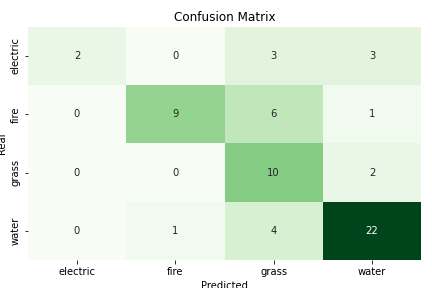 Confusion Matrix
electric 2 0 3 3
fire 0 9 6 1
Real
grass 0 0 10 2
water 0 1 4 22
electric fire grass water
Predicted